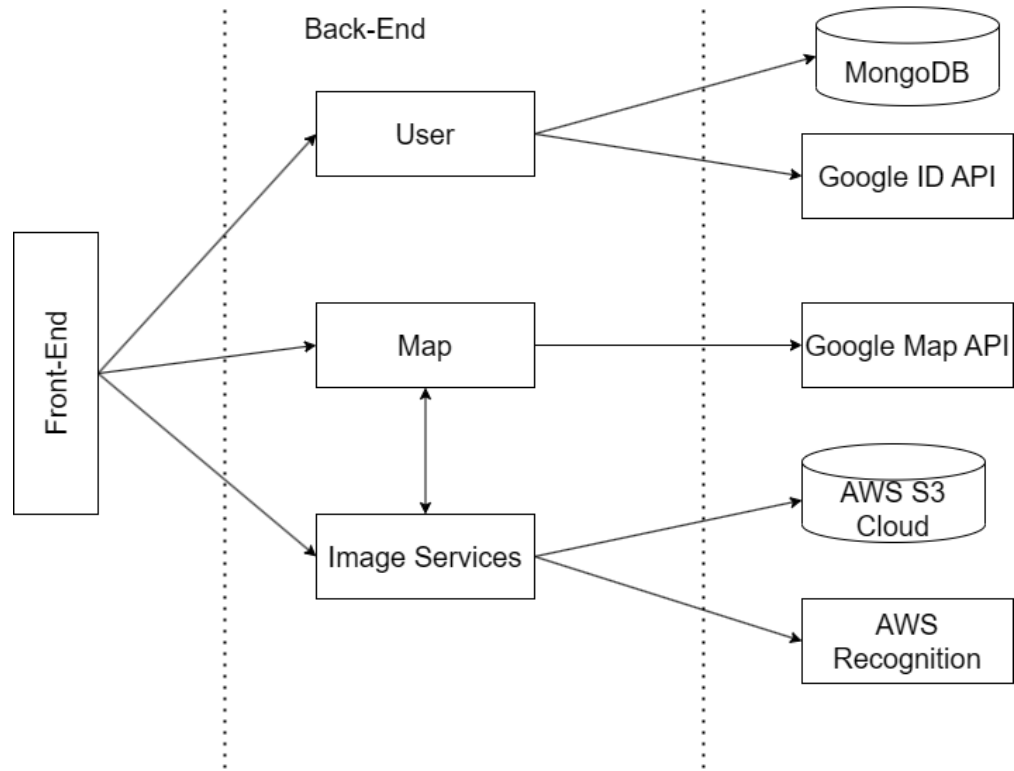 Back-End
MongoDB
User
Google ID API
Front-End
Map
Google Map API
AWS S3
Cloud
Image Services
AWS
Recognition